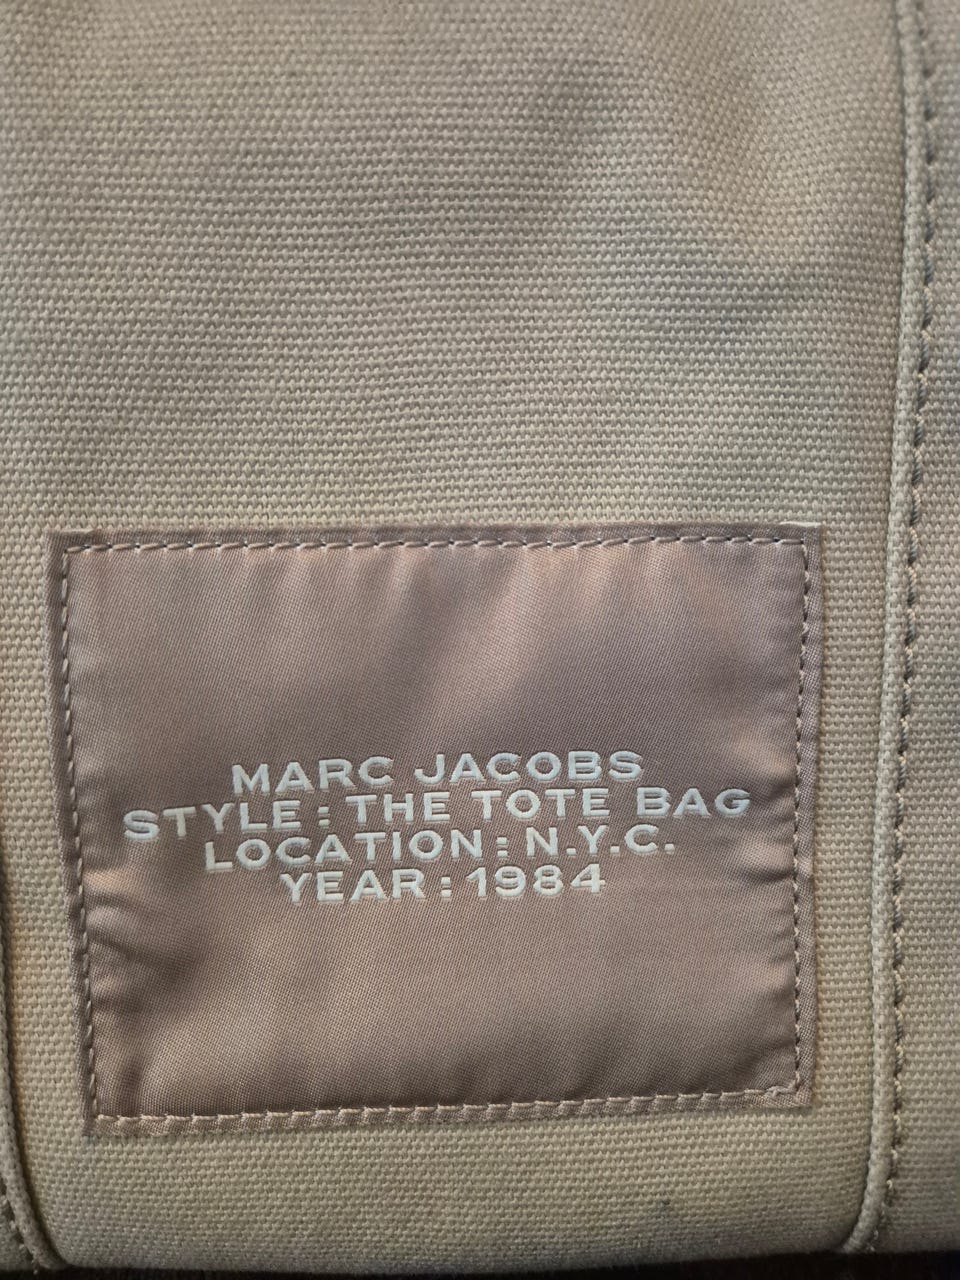 MARC JACOBS
STYLE : THE TOTE BAG
LOCATION : N.Y.C.
YEAR : 1984